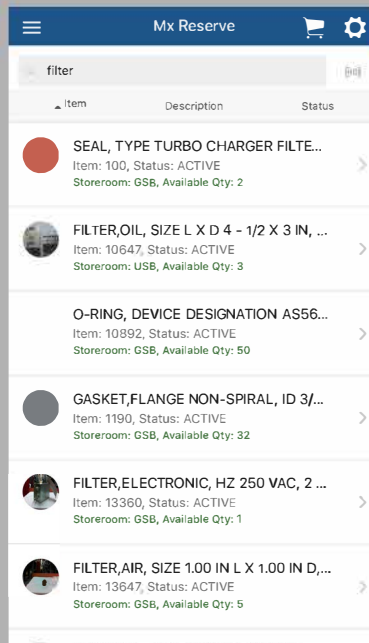 Mx Reserve
filter
Item Description Status
SEAL, TYPE TURBO CHARGER FILTE...
Item: 100, Status: ACTIVE
Storeroom: GSB, Available Qty: 2
FILTER,OIL, SIZE L X D 4 - 1/2 X 3 IN, ...
Item: 10647, Status: ACTIVE
Storeroom: USB, Available Qty: 3
O-RING, DEVICE DESIGNATION AS56...
Item: 10892, Status: ACTIVE
Storeroom: GSB, Available Qty: 50
GASKET,FLANGE NON-SPIRAL, ID 3/...
Item: 1190, Status: ACTIVE
Storeroom: GSB, Available Qty: 32
FILTER,ELECTRONIC, HZ 250 VAC, 2 ...
Item: 13360, Status: ACTIVE
Storeroom: GSB, Available Qty: 1
FILTER,AIR, SIZE 1.00 IN L X 1.00 IN D,...
Item: 13647, Status: ACTIVE
Storeroom: GSB, Available Qty: 5